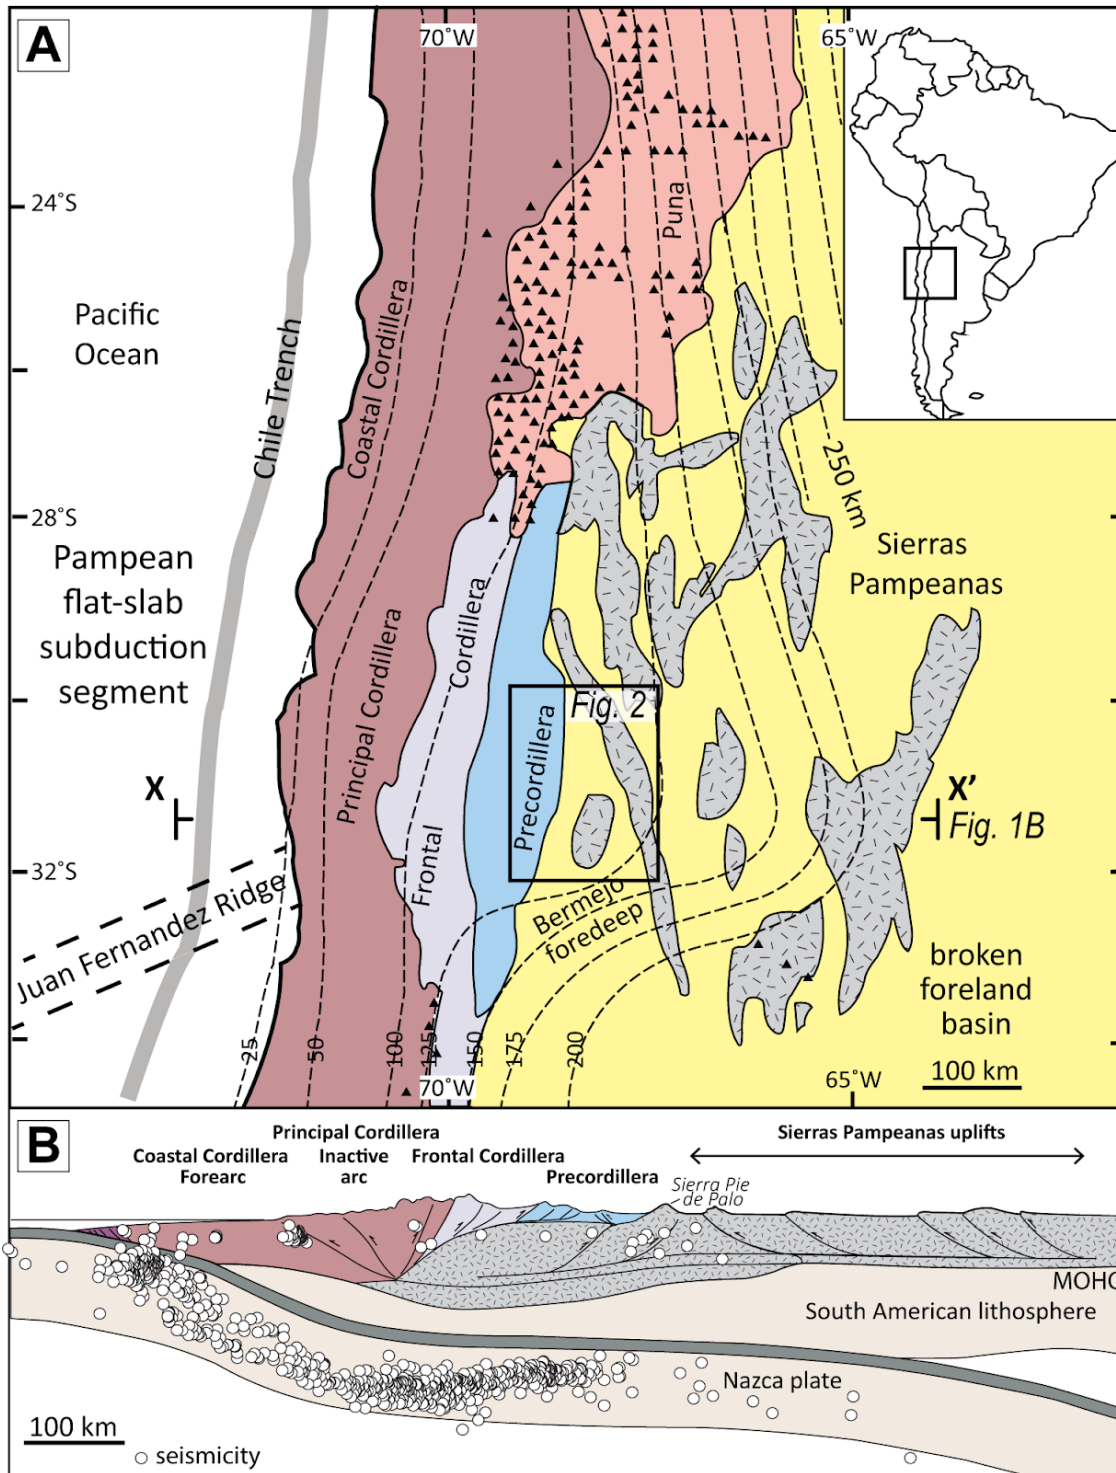 A
70°W
65°W
24°S
Puna
Pacific
Ocean
Chile Trench
Coastal Cordillera
250 km
28°S
Sierras
Pampeanas
Pampean
flat-slab
subduction
segment
Principal Cordillera
Frontal Cordillera
Precordillera
Fig. 2
X
X'
Fig. 1B
32°S
Juan Fernandez Ridge
Bermejo
foredeep
broken
foreland
basin
25
50
100
125
150
175
200
70°W
65°W
100 km
B
Principal Cordillera
Sierras Pampeanas uplifts
Coastal Cordillera
Inactive
Frontal Cordillera
Forearc
arc
Precordillera
Sierra Pie
de Palo
MOHO
South American lithosphere
Nazca plate
100 km
seismicity